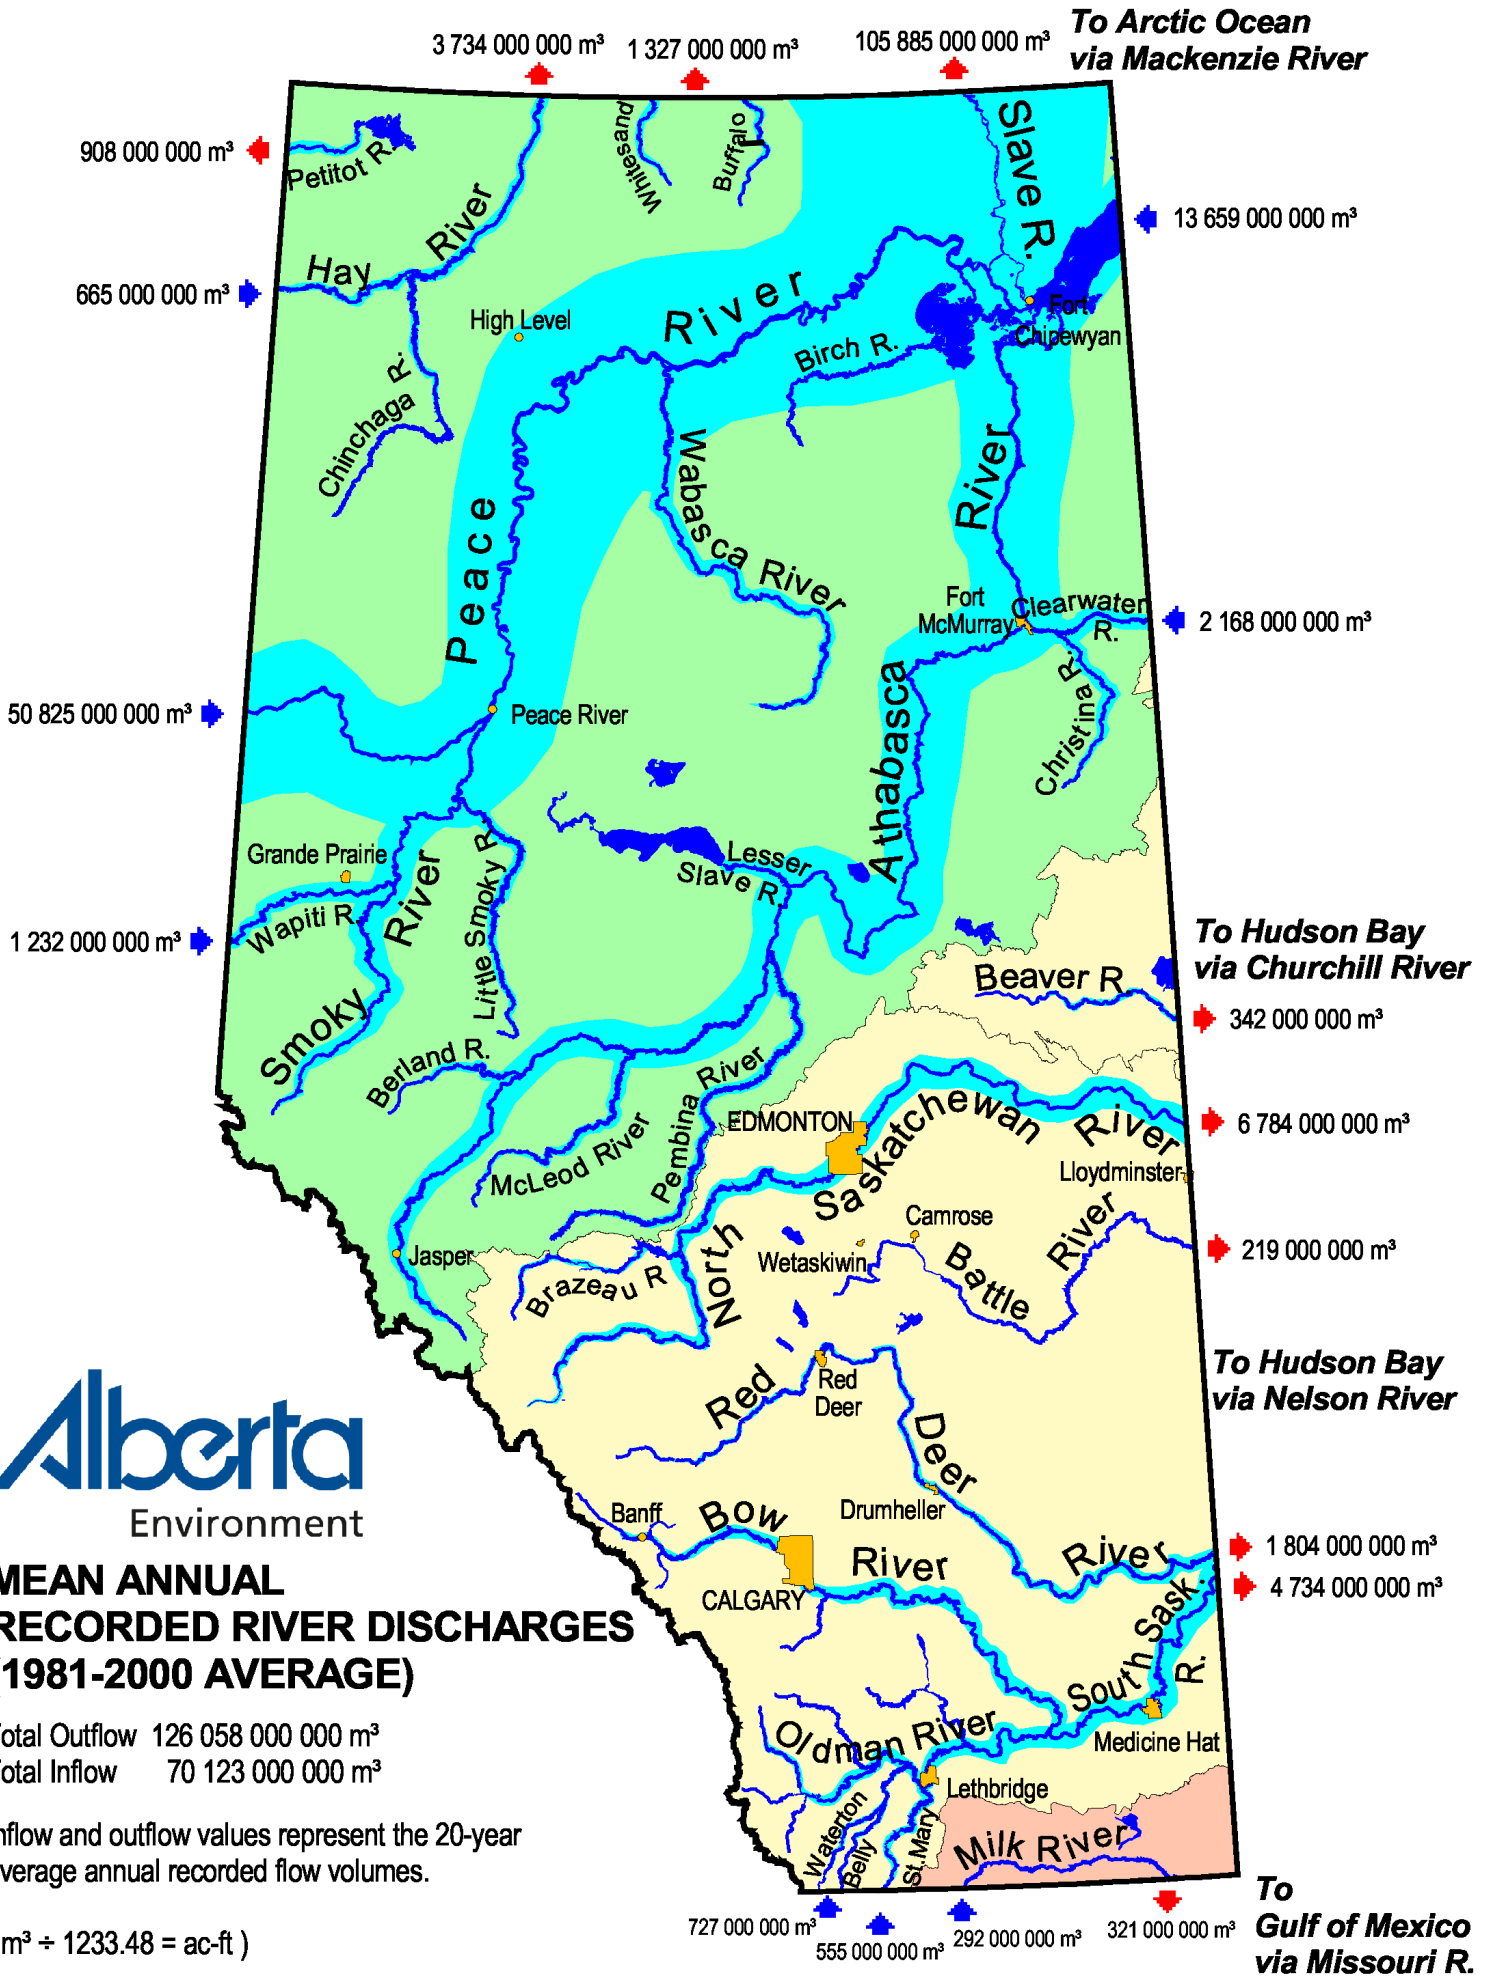 To Arctic Ocean
via Mackenzie River
3 734 000 000 m³
1 327 000 000 m³
105 885 000 000 m³
908 000 000 m³
Petitot R.
Hay River
Whitesand
Buffalo
Slave R.
13 659 000 000 m³
665 000 000 m³
High Level
Peace River
Birch R.
Fort
Chipewyan
Chinchaga R.
Wabasca River
Athabasca River
Fort
McMurray
Clearwater
R.
2 168 000 000 m³
Christina R.
50 825 000 000 m³
Peace River
Grande Prairie
Lesser
Slave R.
Wapiti R.
Smoky River
Little Smoky R.
1 232 000 000 m³
To Hudson Bay
via Churchill River
Beaver R.
342 000 000 m³
Berland R.
McLeod River
Pembina River
EDMONTON
North Saskatchewan River
6 784 000 000 m³
Lloydminster
Jasper
Brazeau R
Wetaskiwin
Camrose
Battle River
219 000 000 m³
To Hudson Bay
via Nelson River
Red Deer River
Red
Deer
Drumheller
Banff
Bow River
CALGARY
1 804 000 000 m³
4 734 000 000 m³
South Sask.
R.
Medicine Hat
Oldman River
Lethbridge
Waterton
Belly
St.Mary
Milk River
727 000 000 m³
555 000 000 m³
292 000 000 m³
321 000 000 m³
To
Gulf of Mexico
via Missouri R.
Alberta
Environment
MEAN ANNUAL
RECORDED RIVER DISCHARGES
(1981-2000 AVERAGE)
Total Outflow 126 058 000 000 m³
Total Inflow 70 123 000 000 m³
nflow and outflow values represent the 20-year
verage annual recorded flow volumes.
m³ ÷ 1233.48 = ac-ft )